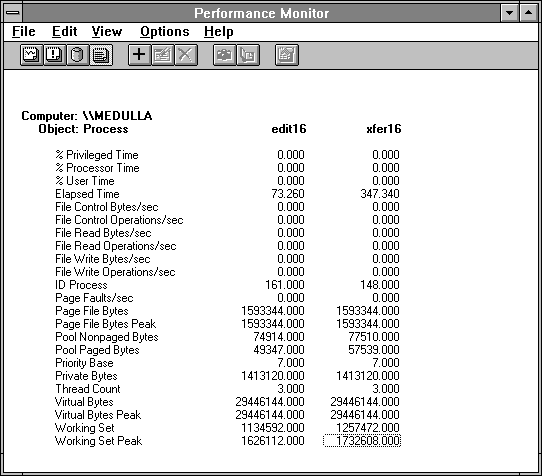 Performance Monitor
File Edit View Options Help
Computer: \\MEDULLA
Object: Process edit16 xfer16
% Privileged Time 0.000 0.000
% Processor Time 0.000 0.000
% User Time 0.000 0.000
Elapsed Time 73.260 347.340
File Control Bytes/sec 0.000 0.000
File Control Operations/sec 0.000 0.000
File Read Bytes/sec 0.000 0.000
File Read Operations/sec 0.000 0.000
File Write Bytes/sec 0.000 0.000
File Write Operations/sec 0.000 0.000
ID Process 161.000 148.000
Page Faults/sec 0.000 0.000
Page File Bytes 1593344.000 1593344.000
Page File Bytes Peak 1593344.000 1593344.000
Pool Nonpaged Bytes 74914.000 77510.000
Pool Paged Bytes 49347.000 57539.000
Priority Base 7.000 7.000
Private Bytes 1413120.000 1413120.000
Thread Count 3.000 3.000
Virtual Bytes 29446144.000 29446144.000
Virtual Bytes Peak 29446144.000 29446144.000
Working Set 1134592.000 1257472.000
Working Set Peak 1626112.000 1732608.000